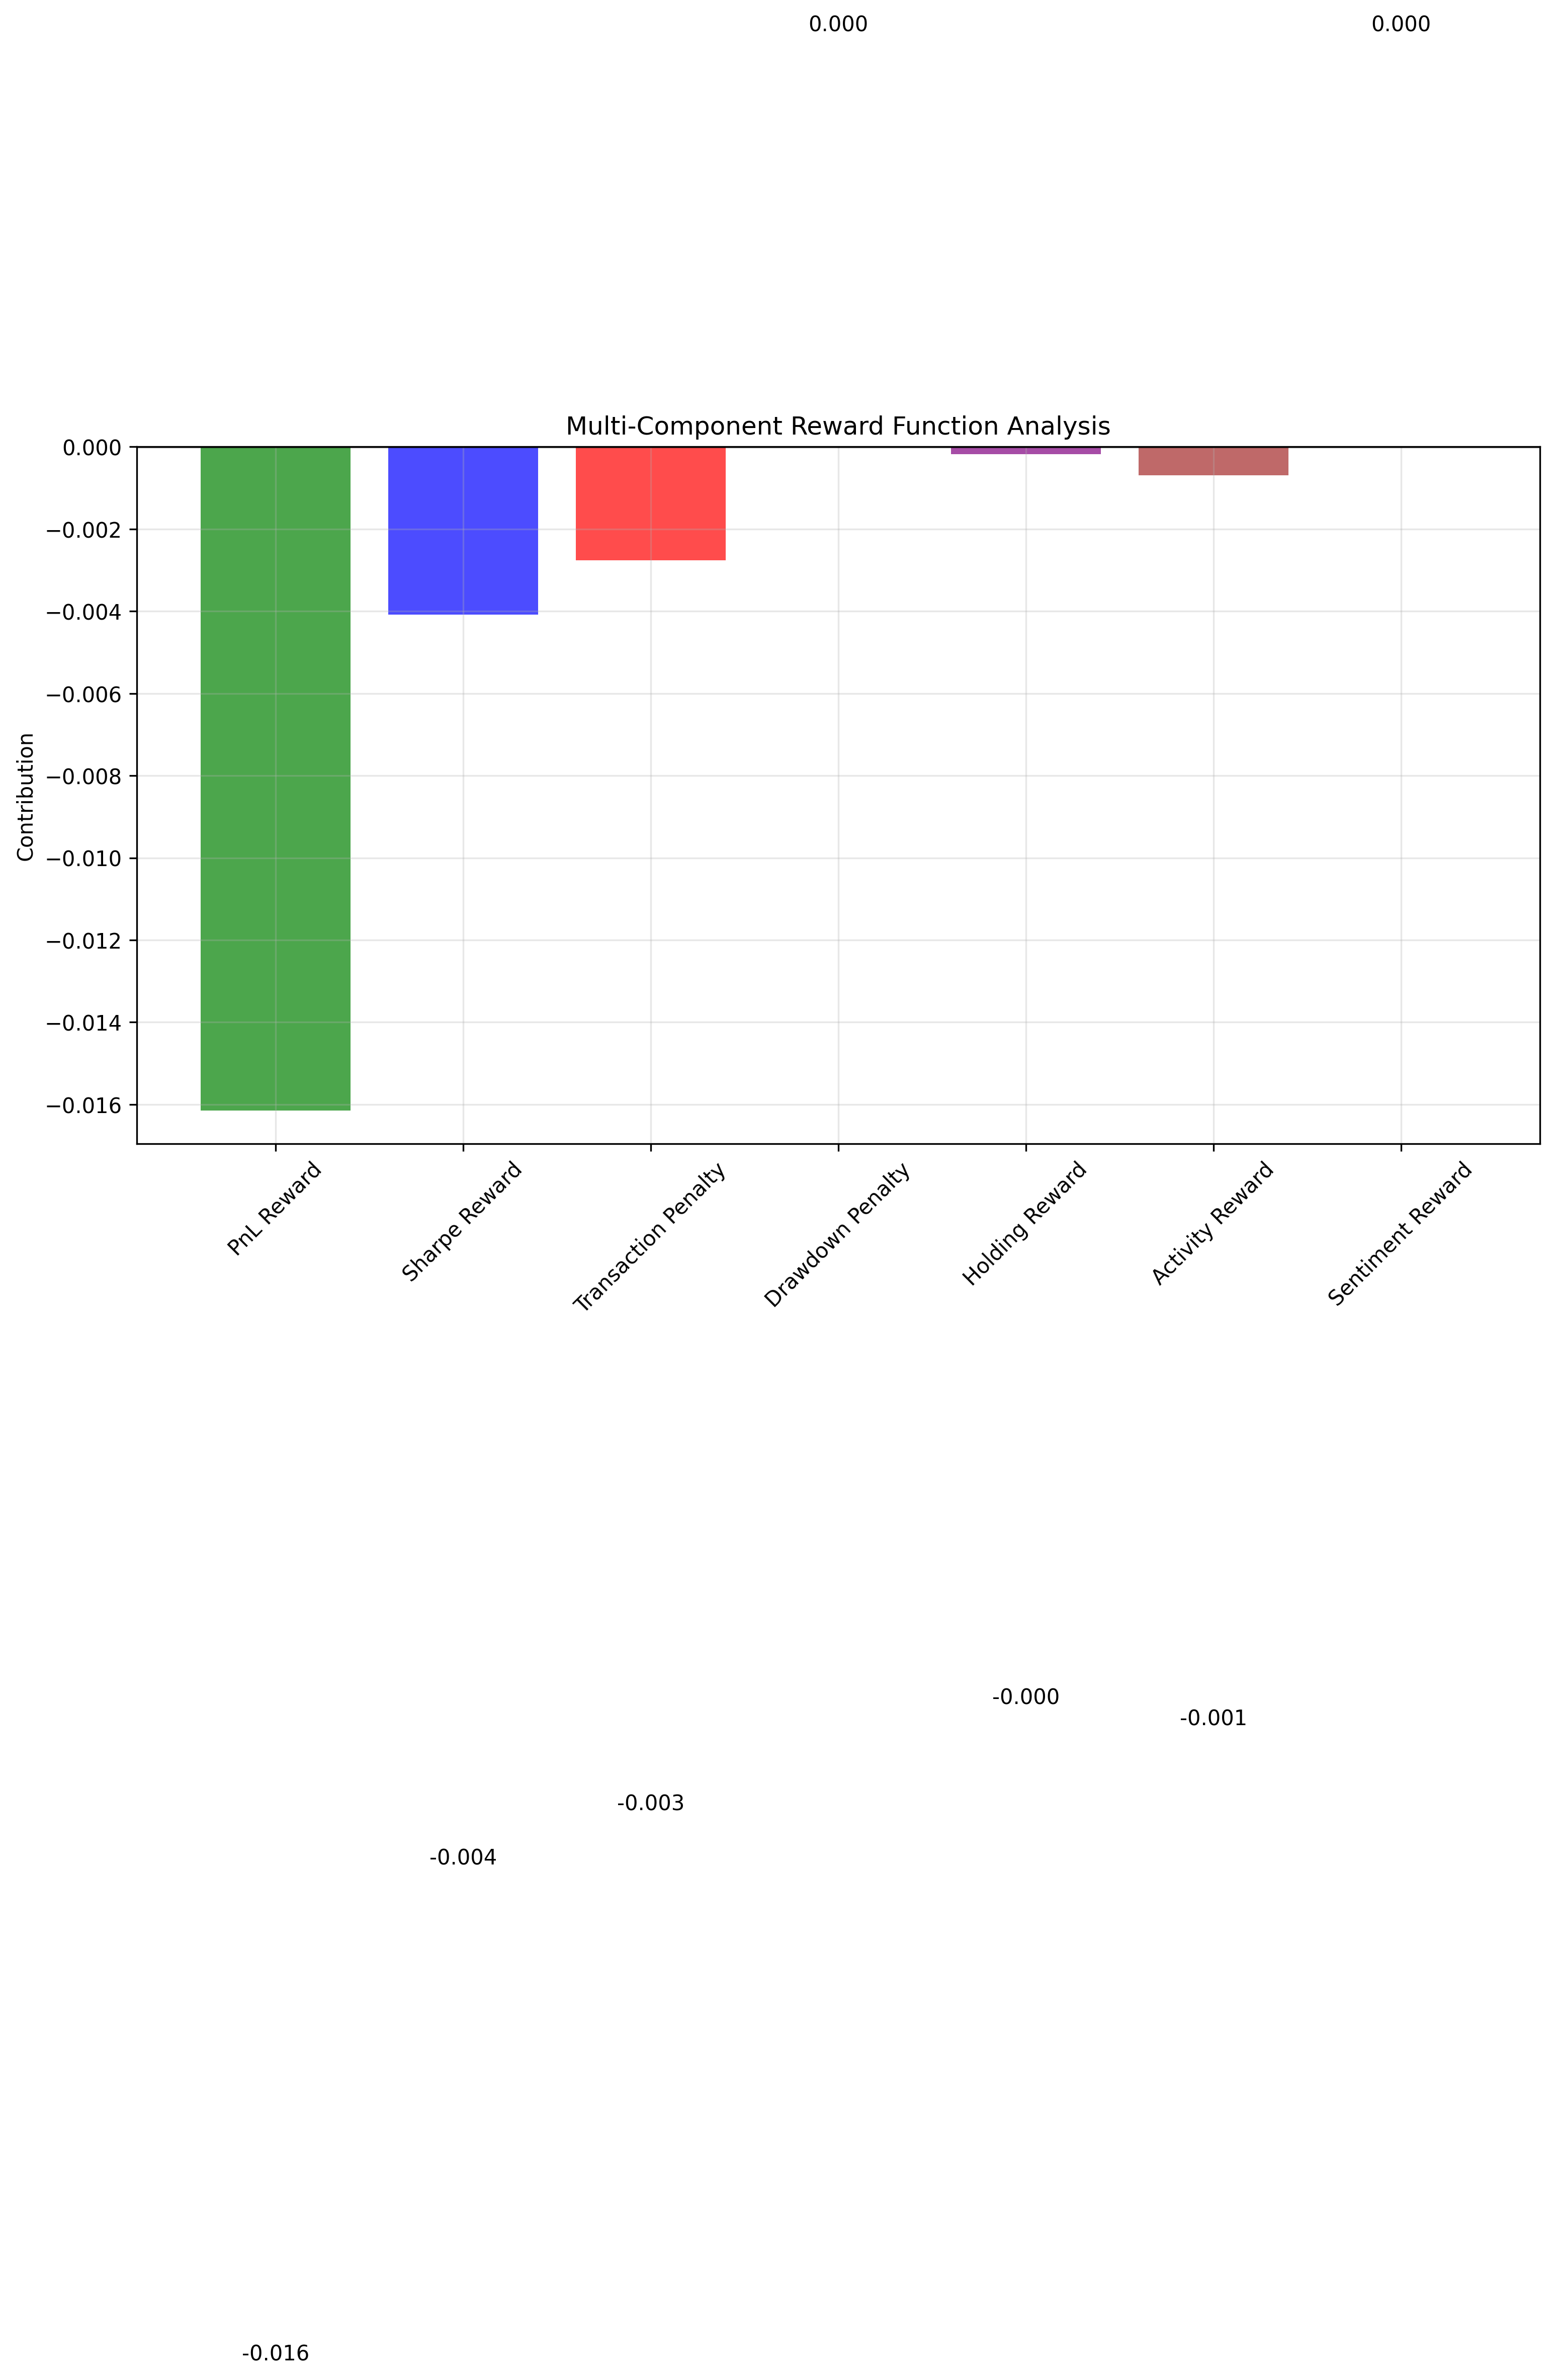 0.000
0.000
Multi-Component Reward Function Analysis
0.000
−0.002
−0.004
−0.006
−0.008
−0.010
−0.012
−0.014
−0.016
Contribution
PnL Reward
Sharpe Reward
Transaction Penalty
Drawdown Penalty
Holding Reward
Activity Reward
Sentiment Reward
-0.000
-0.001
-0.003
-0.004
-0.016